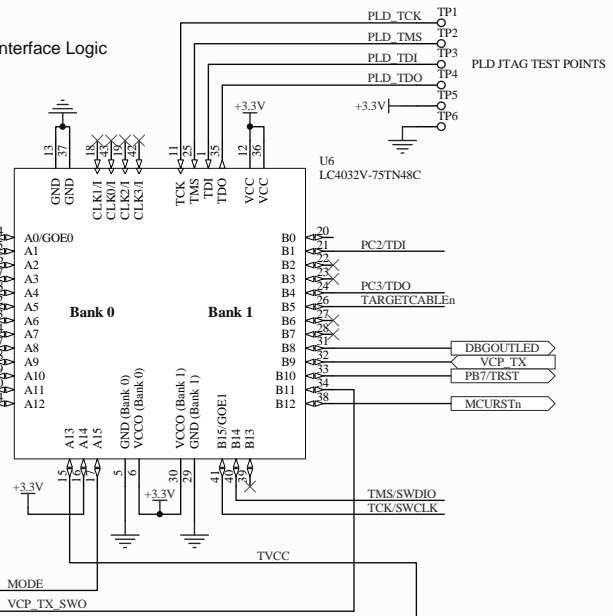 nterface Logic
PLD_TCK
TP1
PLD_TMS
TP2
PLD_TDI
TP3
PLD JTAG TEST POINTS
PLD_TDO
TP4
+3.3V
TP5
TP6
+3.3V
13
37
18
43
19
42
11
25
1
35
12
36
U6
LC4032V-75TN48C
GND
GND
CLK1/I
CLK0/I
CLK2/I
CLK3/I
TCK
TMS
TDI
TDO
VCC
VCC
A0/GOE0
A1
A2
A3
A4
A5
A6
A7
A8
A9
A10
A11
A12
Bank 0
Bank 1
B0
20
B1
21
PC2/TDI
B2
22
B3
23
B4
24
PC3/TDO
B5
26
TARGETCABLEn
B6
27
B7
28
B8
31
DBGOUTLED
B9
32
VCP_TX
B10
33
PB7/TRST
B11
34
B12
38
MCURSTn
A13
A14
A15
GND (Bank 0)
VCCO (Bank 0)
VCCO (Bank 1)
GND (Bank 1)
B15/GOE1
B14
B13
15
16
17
5
6
30
29
41
40
39
+3.3V
+3.3V
TMS/SWDIO
TCK/SWCLK
TVCC
MODE
VCP_TX_SWO